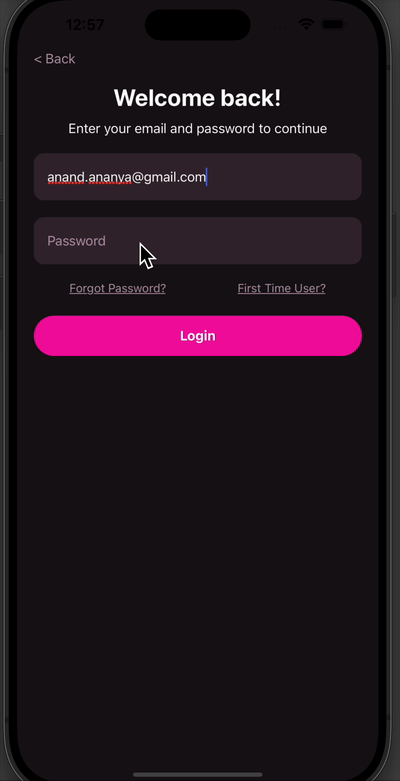 12:57
< Back
Welcome back!
Enter your email and password to continue
anand.ananya@gmail.com
Password
Forgot Password? First Time User?
Login